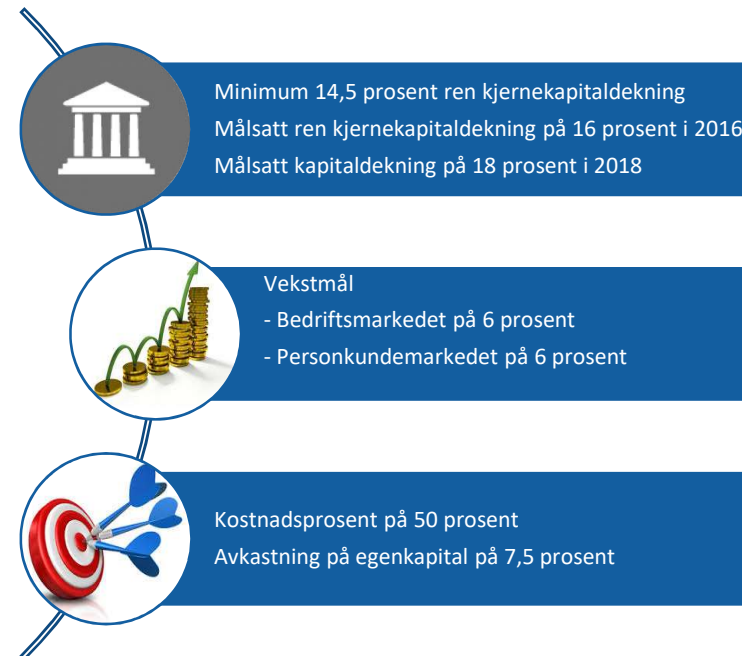 Minimum 14,5 prosent ren kjernekapitaldekning
Målsatt ren kjernekapitaldekning på 16 prosent i 2016
Målsatt kapitaldekning på 18 prosent i 2018
Vekstmål
- Bedriftsmarkedet på 6 prosent
- Personkundemarkedet på 6 prosent
Kostnadsprosent på 50 prosent
Avkastning på egenkapital på 7,5 prosent